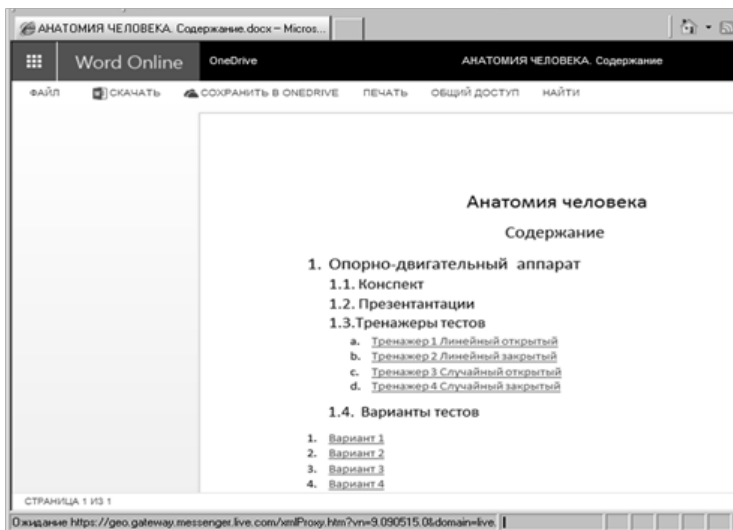 АНАТОМИЯ ЧЕЛОВЕКА. Содержание.docx – Micros...
Word Online OneDrive АНАТОМИЯ ЧЕЛОВЕКА. Содержание
ФАЙЛ СКАЧАТЬ СОХРАНИТЬ В ONEDRIVE ПЕЧАТЬ ОБЩИЙ ДОСТУП НАЙТИ
Анатомия человека
Содержание
1. Опорно-двигательный аппарат
1.1. Конспект
1.2. Презентантации
1.3.Тренажеры тестов
a. Тренажер 1 Линейный открытый
b. Тренажер 2 Линейный закрытый
c. Тренажер 3 Случайный открытый
d. Тренажер 4 Случайный закрытый
1.4. Варианты тестов
1. Вариант 1
2. Вариант 2
3. Вариант 3
4. Вариант 4
СТРАНИЦА 1 ИЗ 1
Ожидание https://geo.gateway.messenger.live.com/xmlProxy.htm?vn=9.090515.0&domain=live.